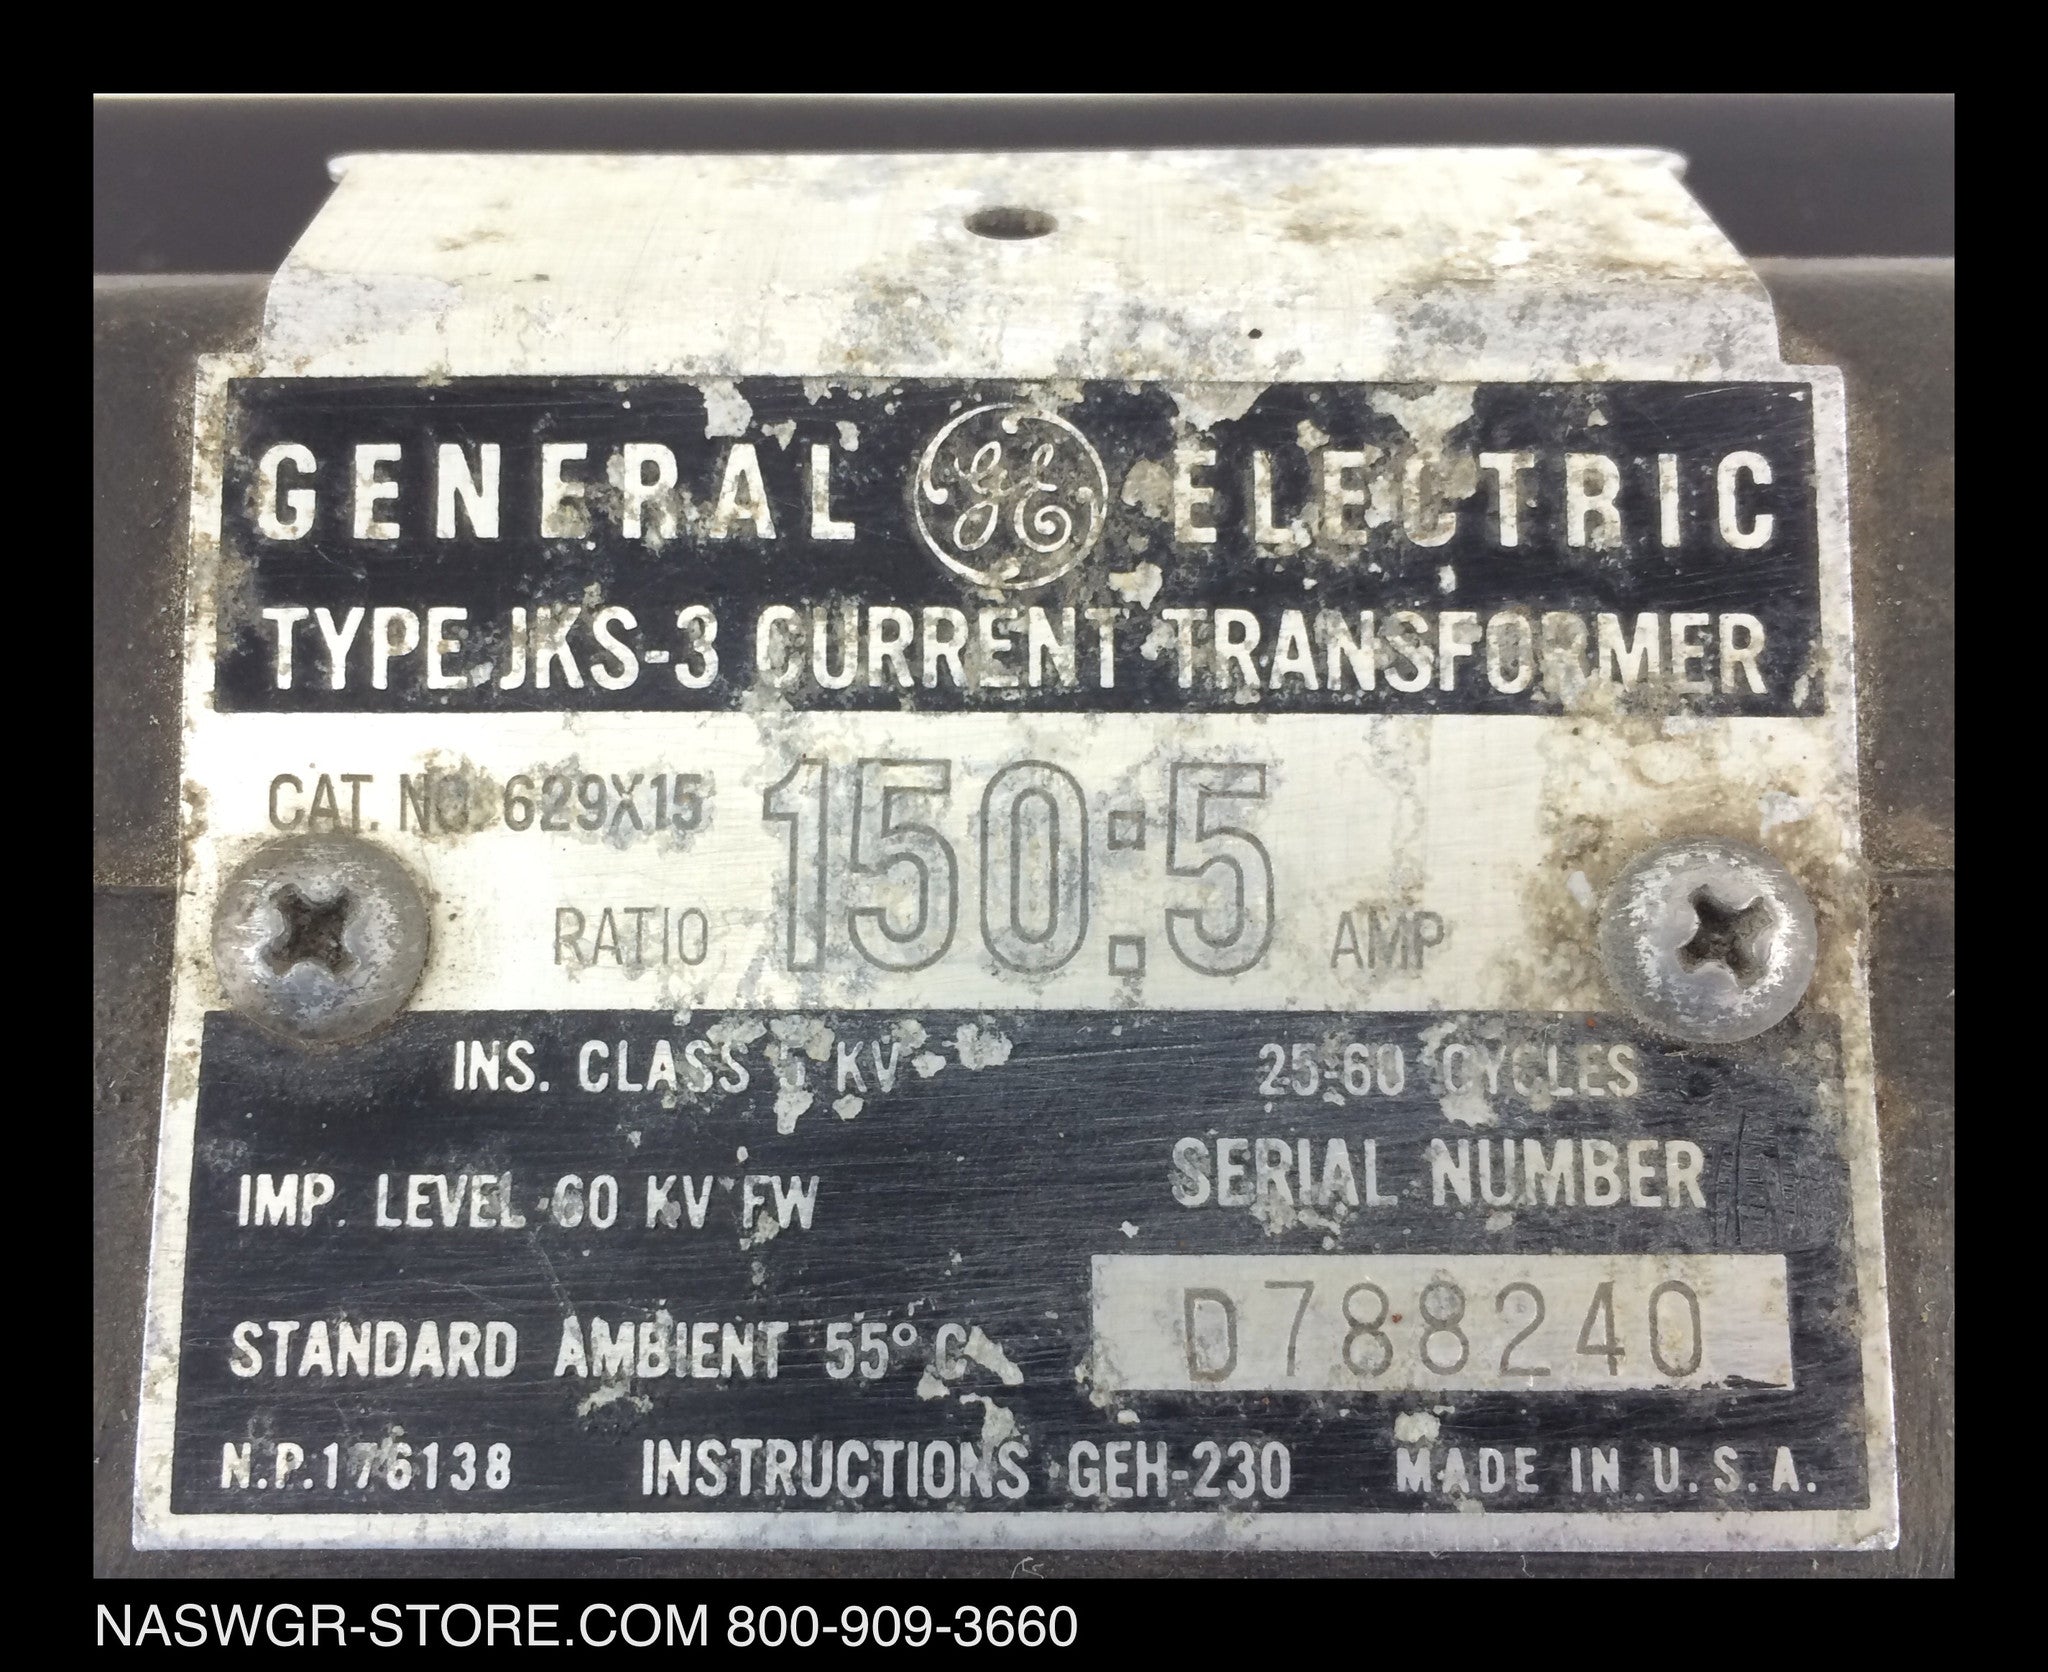 GENERAL GE ELECTRIC
TYPE JKS-3 CURRENT TRANSFORMER
CAT. NO. 629X15
150:5
RATIO AMP
INS. CLASS 5 KV 25-60 CYCLES
IMP. LEVEL 60 KV FW
SERIAL NUMBER
D788240
STANDARD AMBIENT 55° C
N.P. 176138 INSTRUCTIONS GEH-230 MADE IN U.S.A.
NASWGR-STORE.COM 800-909-3660